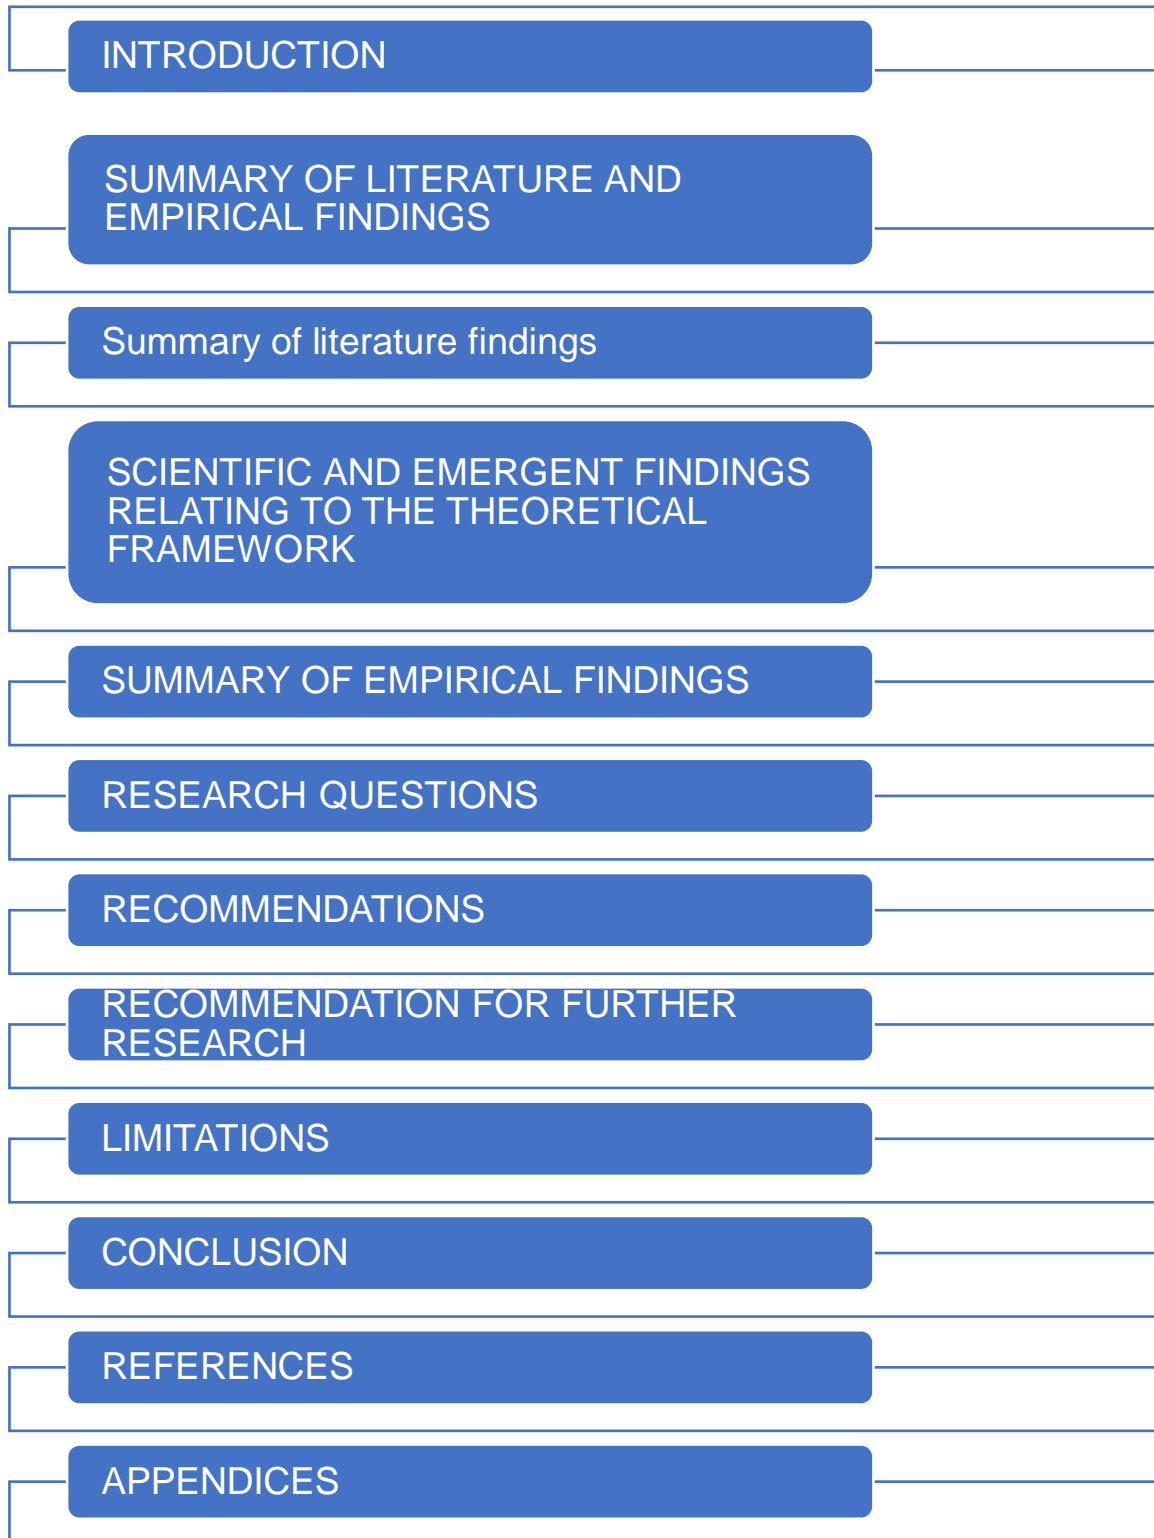 INTRODUCTION
SUMMARY OF LITERATURE AND
EMPIRICAL FINDINGS
Summary of literature findings
SCIENTIFIC AND EMERGENT FINDINGS
RELATING TO THE THEORETICAL
FRAMEWORK
SUMMARY OF EMPIRICAL FINDINGS
RESEARCH QUESTIONS
RECOMMENDATIONS
RECOMMENDATION FOR FURTHER
RESEARCH
LIMITATIONS
CONCLUSION
REFERENCES
APPENDICES